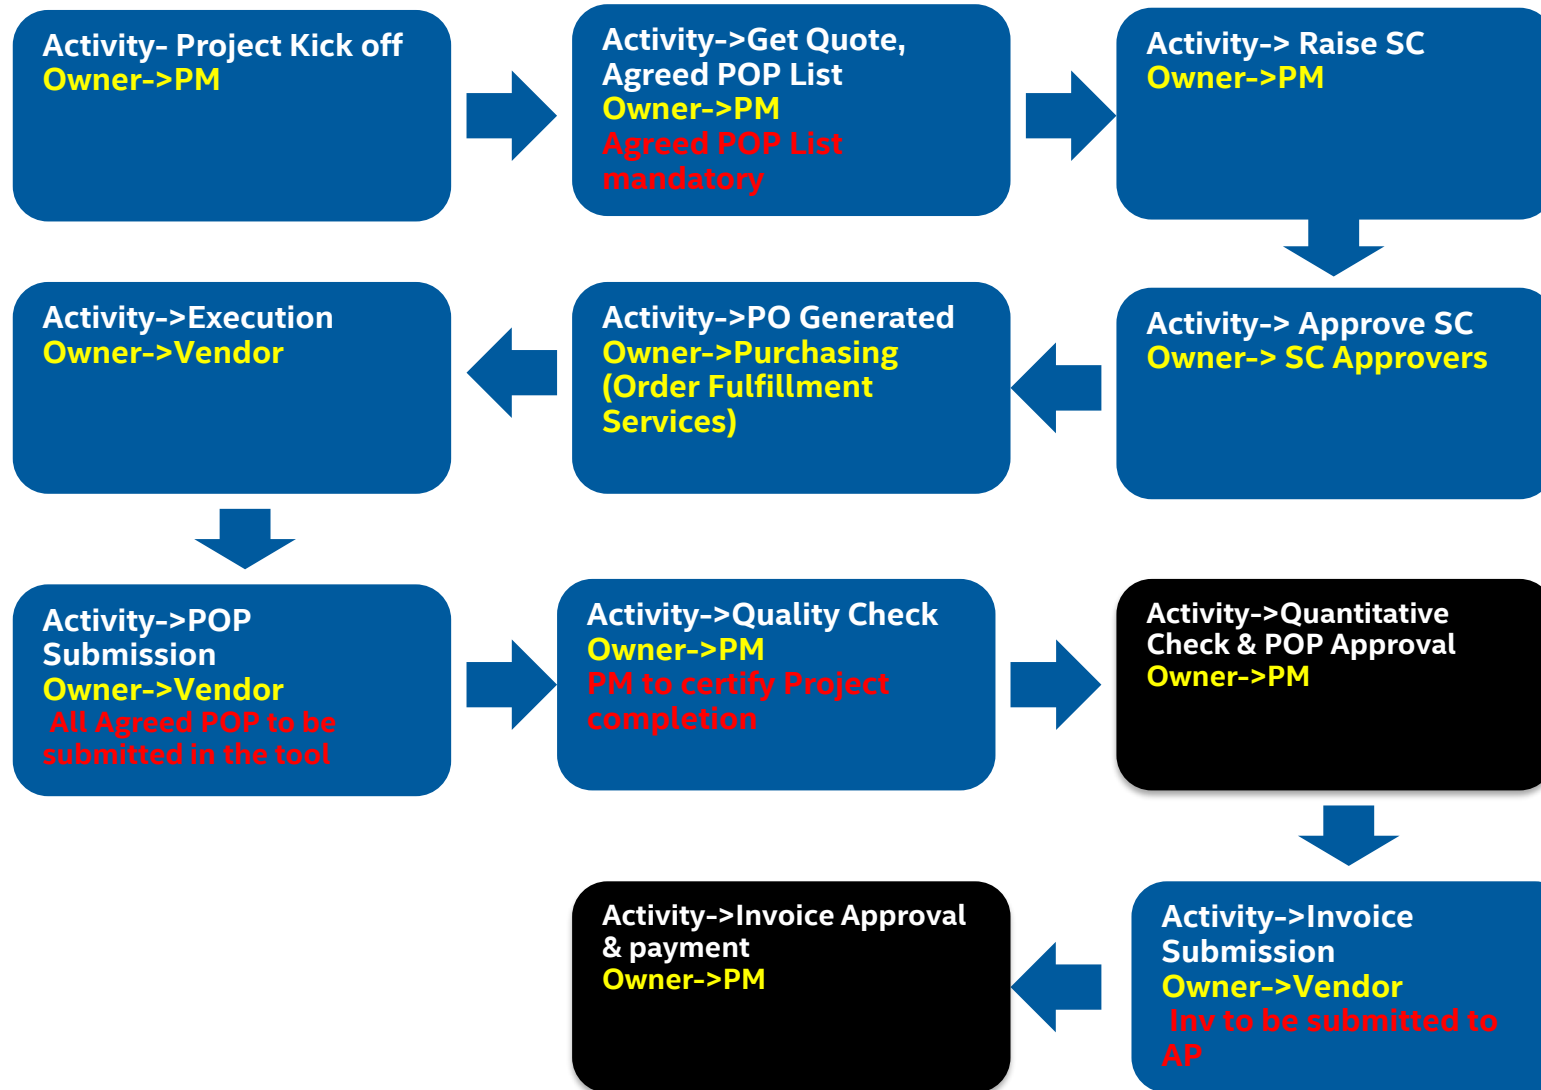 Activity- Project Kick off
Owner->PM
Activity->Get Quote,
Agreed POP List
Owner->PM
Agreed POP List
mandatory
Activity-> Raise SC
Owner->PM
Activity->Execution
Owner->Vendor
Activity->PO Generated
Owner->Purchasing
(Order Fulfillment
Services)
Activity-> Approve SC
Owner-> SC Approvers
Activity->POP
Submission
Owner->Vendor
All Agreed POP to be
submitted in the tool
Activity->Quality Check
Owner->PM
PM to certify Project
completion
Activity->Quantitative
Check & POP Approval
Owner->PM
Activity->Invoice Approval
& payment
Owner->PM
Activity->Invoice
Submission
Owner->Vendor
Inv to be submitted to
AP